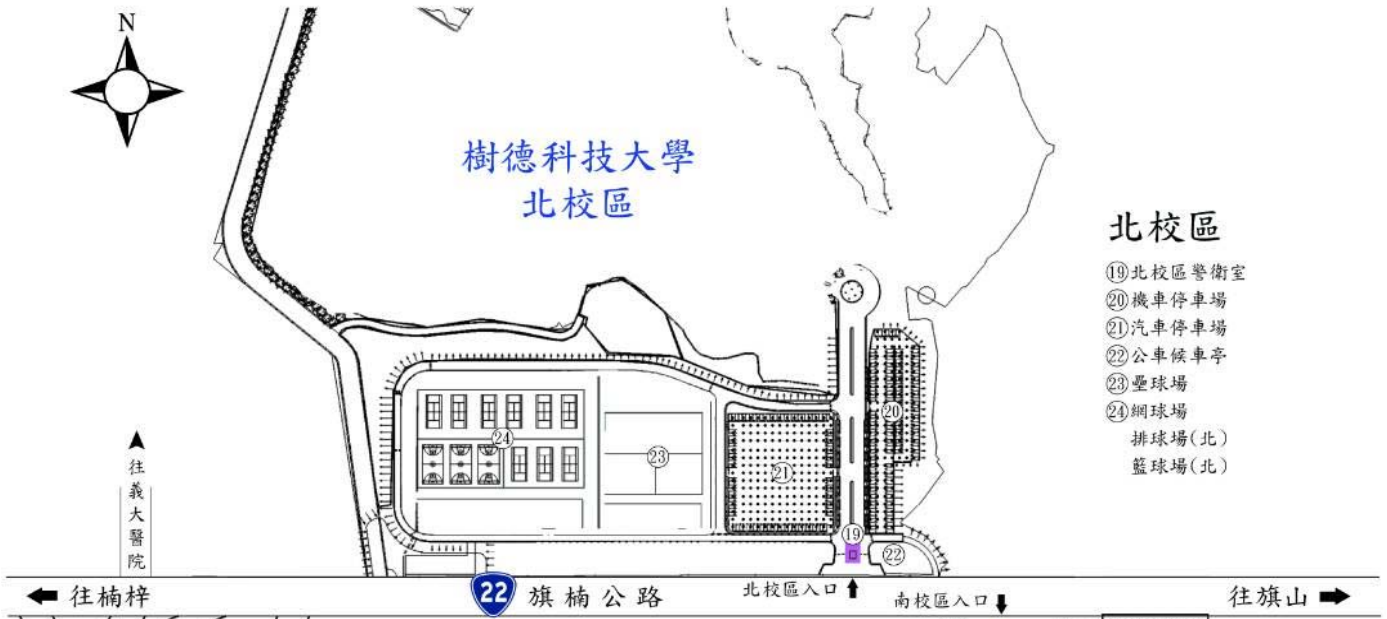 N
樹德科技大學
北校區
北校區
⑲北校區警衛室
⑳機車停車場
㉑汽車停車場
㉒公車候車亭
㉓壘球場
㉔網球場
排球場(北)
籃球場(北)
⑳
㉔
㉓
㉑
⑲
㉒
往義大醫院
往楠梓
22
旗楠公路
北校區入口
南校區入口
往旗山